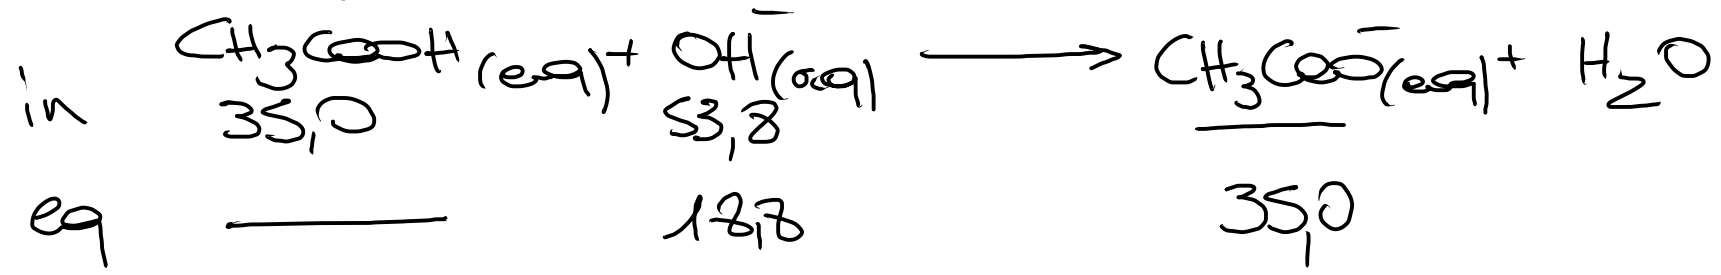 CH₃COOH (aq) + OH⁻ (aq) ⟶ CH₃COO⁻ (aq) + H₂O
in 35,0 53,8
eq — 18,8 35,0